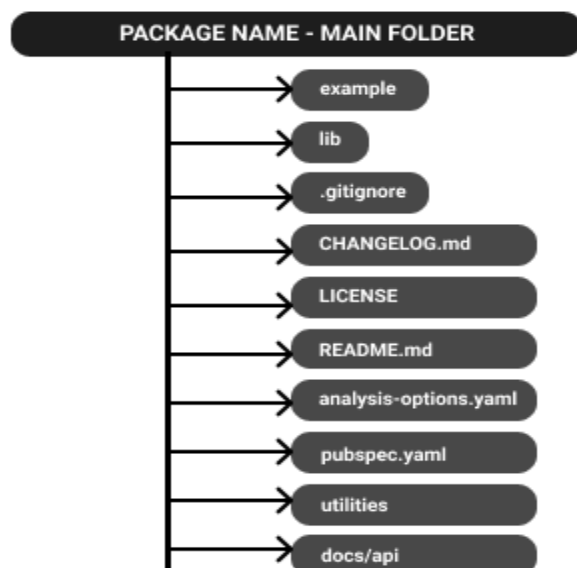 PACKAGE NAME - MAIN FOLDER
example
lib
.gitignore
CHANGELOG.md
LICENSE
README.md
analysis-options.yaml
pubspec.yaml
utilities
docs/api